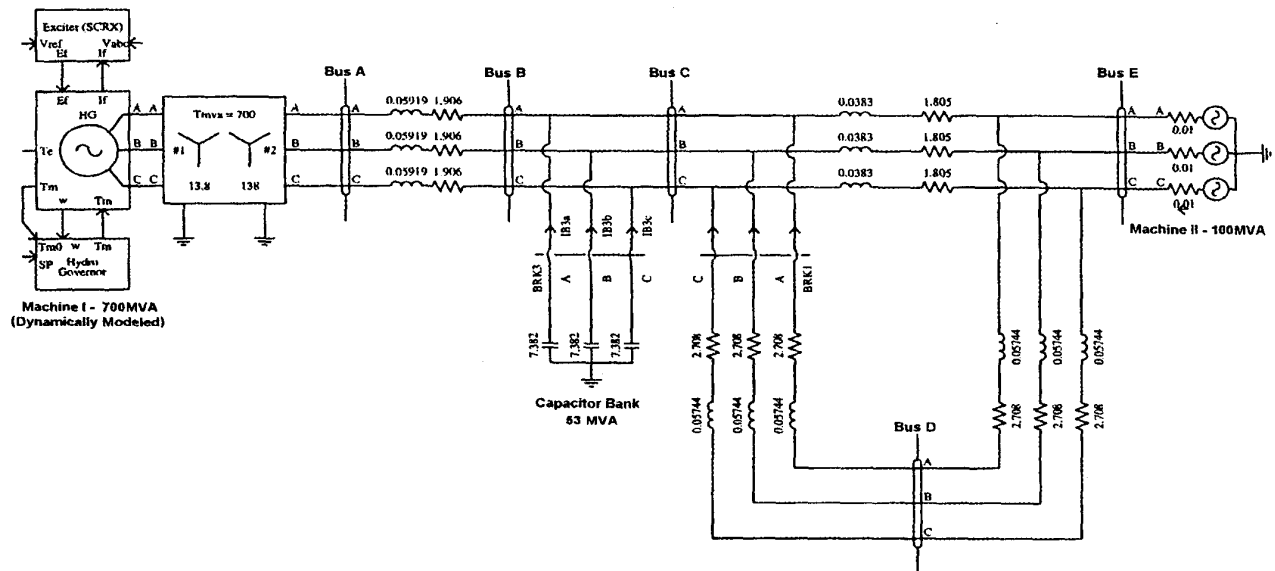 Exciter (SCRX)
Vref Vabc
Ef If
Ef If
HG
Te
Tm
w Tm
Tm0 w Tm
SP Hydro
Governor
Machine I - 700MVA
(Dynamically Modeled)
A A
B B
C C
Tmva = 700
#1 #2
13.8 138
A
B
C
Bus A
A
B
C
0.05919 1.906
0.05919 1.906
0.05919 1.906
Bus B
A
B
C
Bus C
A
B
C
0.0383 1.805
0.0383 1.805
0.0383 1.805
Bus E
A A
B B
C C
0.01
0.01
0.01
Machine II - 100MVA
IB3a
IB3b
IB3c
BRK3
A
B
C
7.382
7.382
7.382
Capacitor Bank
53 MVA
C
B
A
BRK1
2.708
2.708
2.708
0.05744
0.05744
0.05744
Bus D
A
B
C
0.05744
0.05744
0.05744
2.708
2.708
2.708